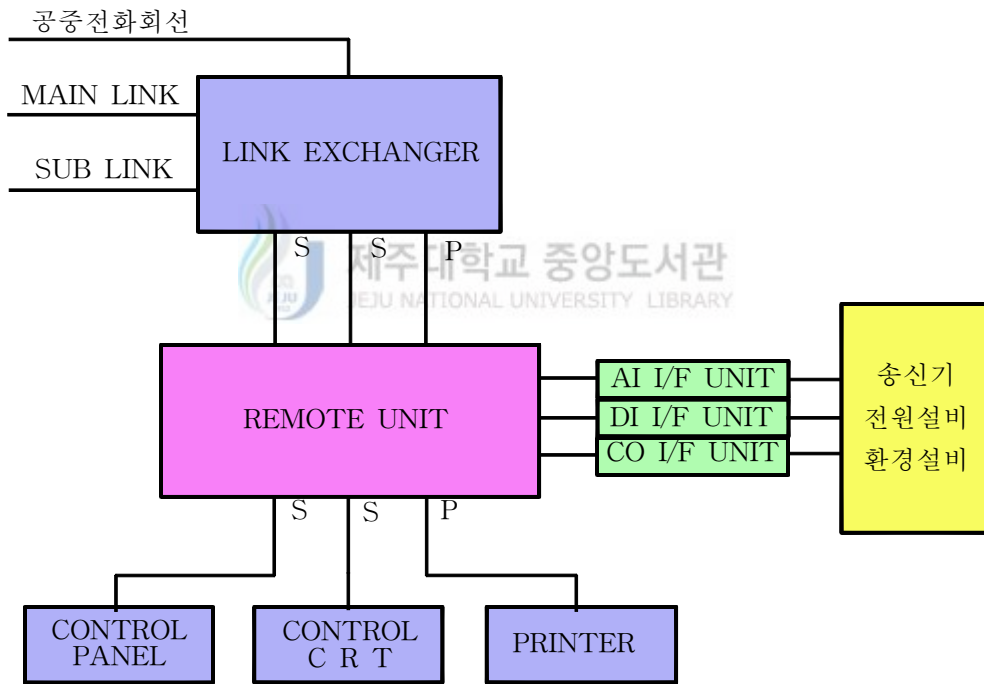 공중전화회선
MAIN LINK
SUB LINK
LINK EXCHANGER
S S P
제주대학교 중앙도서관
JEJU NATIONAL UNIVERSITY LIBRARY
REMOTE UNIT
AI I/F UNIT
DI I/F UNIT
CO I/F UNIT
송신기
전원설비
환경설비
S S P
CONTROL
PANEL
CONTROL
C R T
PRINTER